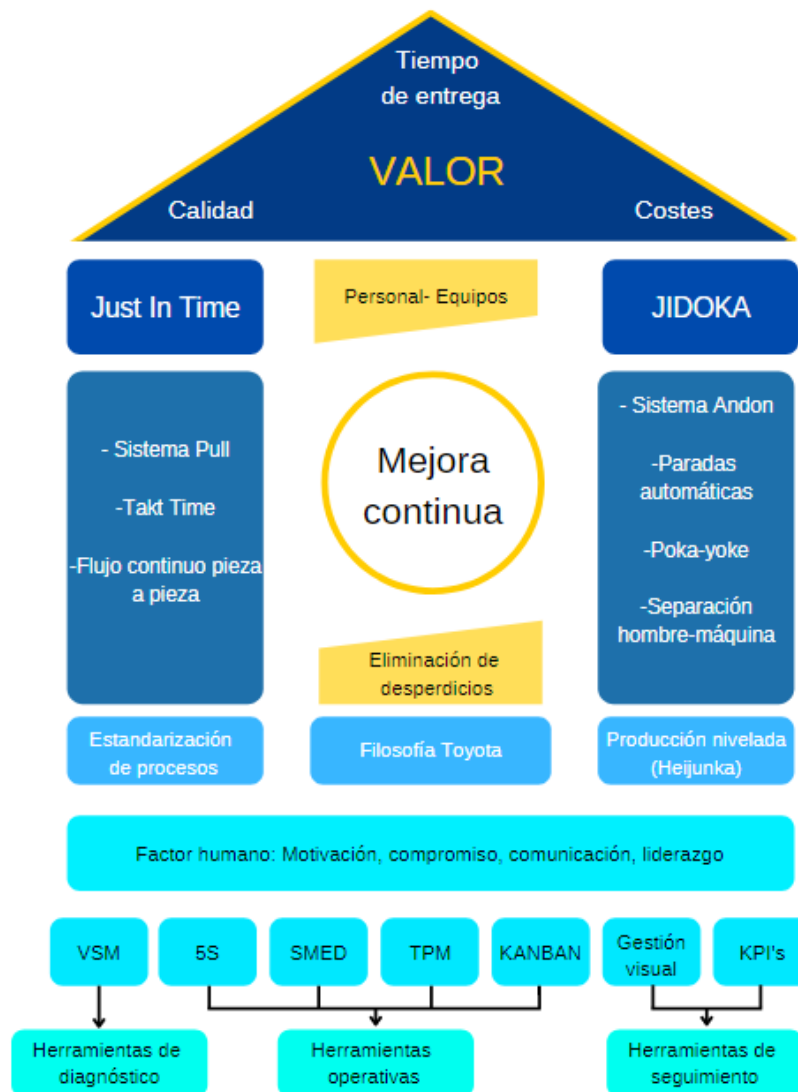 Tiempo
de entrega
VALOR
Calidad
Costes
Just In Time
Personal- Equipos
JIDOKA
- Sistema Pull
-Takt Time
-Flujo continuo pieza
a pieza
Mejora
continua
- Sistema Andon
-Paradas
automáticas
-Poka-yoke
-Separación
hombre-máquina
Eliminación de
desperdicios
Estandarización
de procesos
Filosofía Toyota
Producción nivelada
(Heijunka)
Factor humano: Motivación, compromiso, comunicación, liderazgo
VSM
5S
SMED
TPM
KANBAN
Gestión
visual
KPI's
Herramientas de
diagnóstico
Herramientas
operativas
Herramientas de
seguimiento